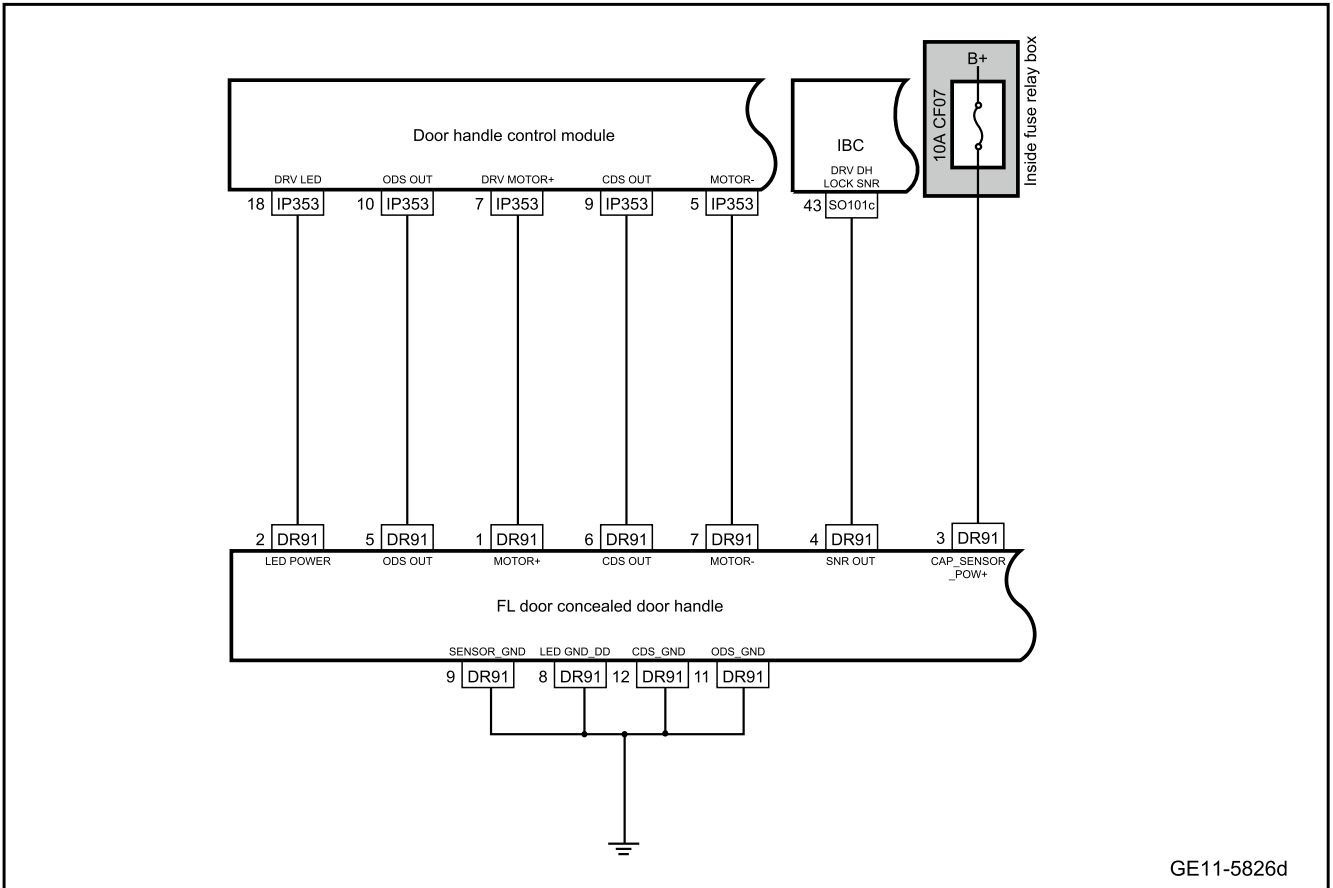 B+
10A CF07
Inside fuse relay box
Door handle control module
IBC
DRV LED
ODS OUT
DRV MOTOR+
CDS OUT
MOTOR-
DRV DH
LOCK SNR
18 IP353
10 IP353
7 IP353
9 IP353
5 IP353
43 SO101c
2 DR91
5 DR91
1 DR91
6 DR91
7 DR91
4 DR91
3 DR91
LED POWER
ODS OUT
MOTOR+
CDS OUT
MOTOR-
SNR OUT
CAP_SENSOR
_POW+
FL door concealed door handle
SENSOR_GND
LED GND_DD
CDS_GND
ODS_GND
9 DR91
8 DR91
12 DR91
11 DR91
GE11-5826d